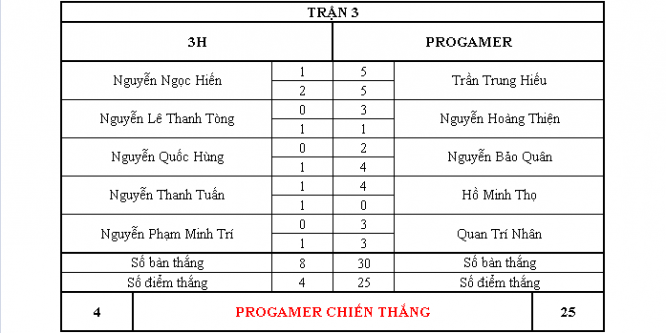 TRẬN 3
3H PROGAMER
Nguyễn Ngọc Hiến 1 5 Trần Trung Hiếu
2 5
Nguyễn Lê Thanh Tòng 0 3 Nguyễn Hoàng Thiện
1 1
Nguyễn Quốc Hùng 0 2 Nguyễn Bảo Quân
1 4
Nguyễn Thanh Tuấn 1 4 Hồ Minh Thọ
1 0
Nguyễn Phạm Minh Trí 0 3 Quan Trí Nhân
1 3
Số bàn thắng 8 30 Số bàn thắng
Số điểm thắng 4 25 Số điểm thắng
4 PROGAMER CHIẾN THẮNG 25